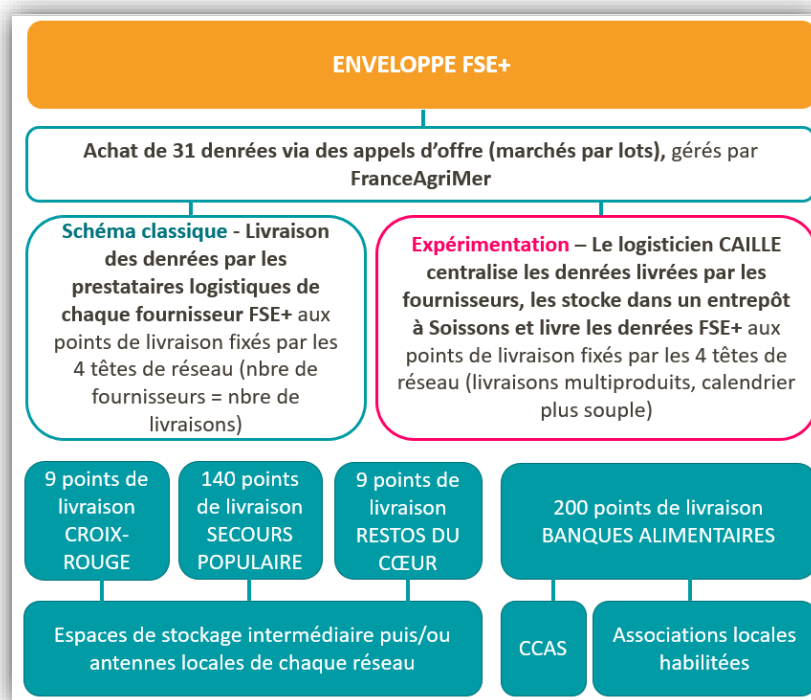 ENVELOPPE FSE+
Achat de 31 denrées via des appels d'offre (marchés par lots), gérés par
FranceAgriMer
Schéma classique - Livraison
des denrées par les
prestataires logistiques de
chaque fournisseur FSE+ aux
points de livraison fixés par les
4 têtes de réseau (nbre de
fournisseurs = nbre de
livraisons)
Expérimentation – Le logisticien CAILLE
centralise les denrées livrées par les
fournisseurs, les stocke dans un entrepôt
à Soissons et livre les denrées FSE+ aux
points de livraison fixés par les 4 têtes de
réseau (livraisons multiproduits, calendrier
plus souple)
9 points de
livraison
CROIX-
ROUGE
140 points
de livraison
SECOURS
POPULAIRE
9 points de
livraison
RESTOS DU
CŒUR
200 points de livraison
BANQUES ALIMENTAIRES
Espaces de stockage intermédiaire puis/ou
antennes locales de chaque réseau
CCAS
Associations locales
habilitées